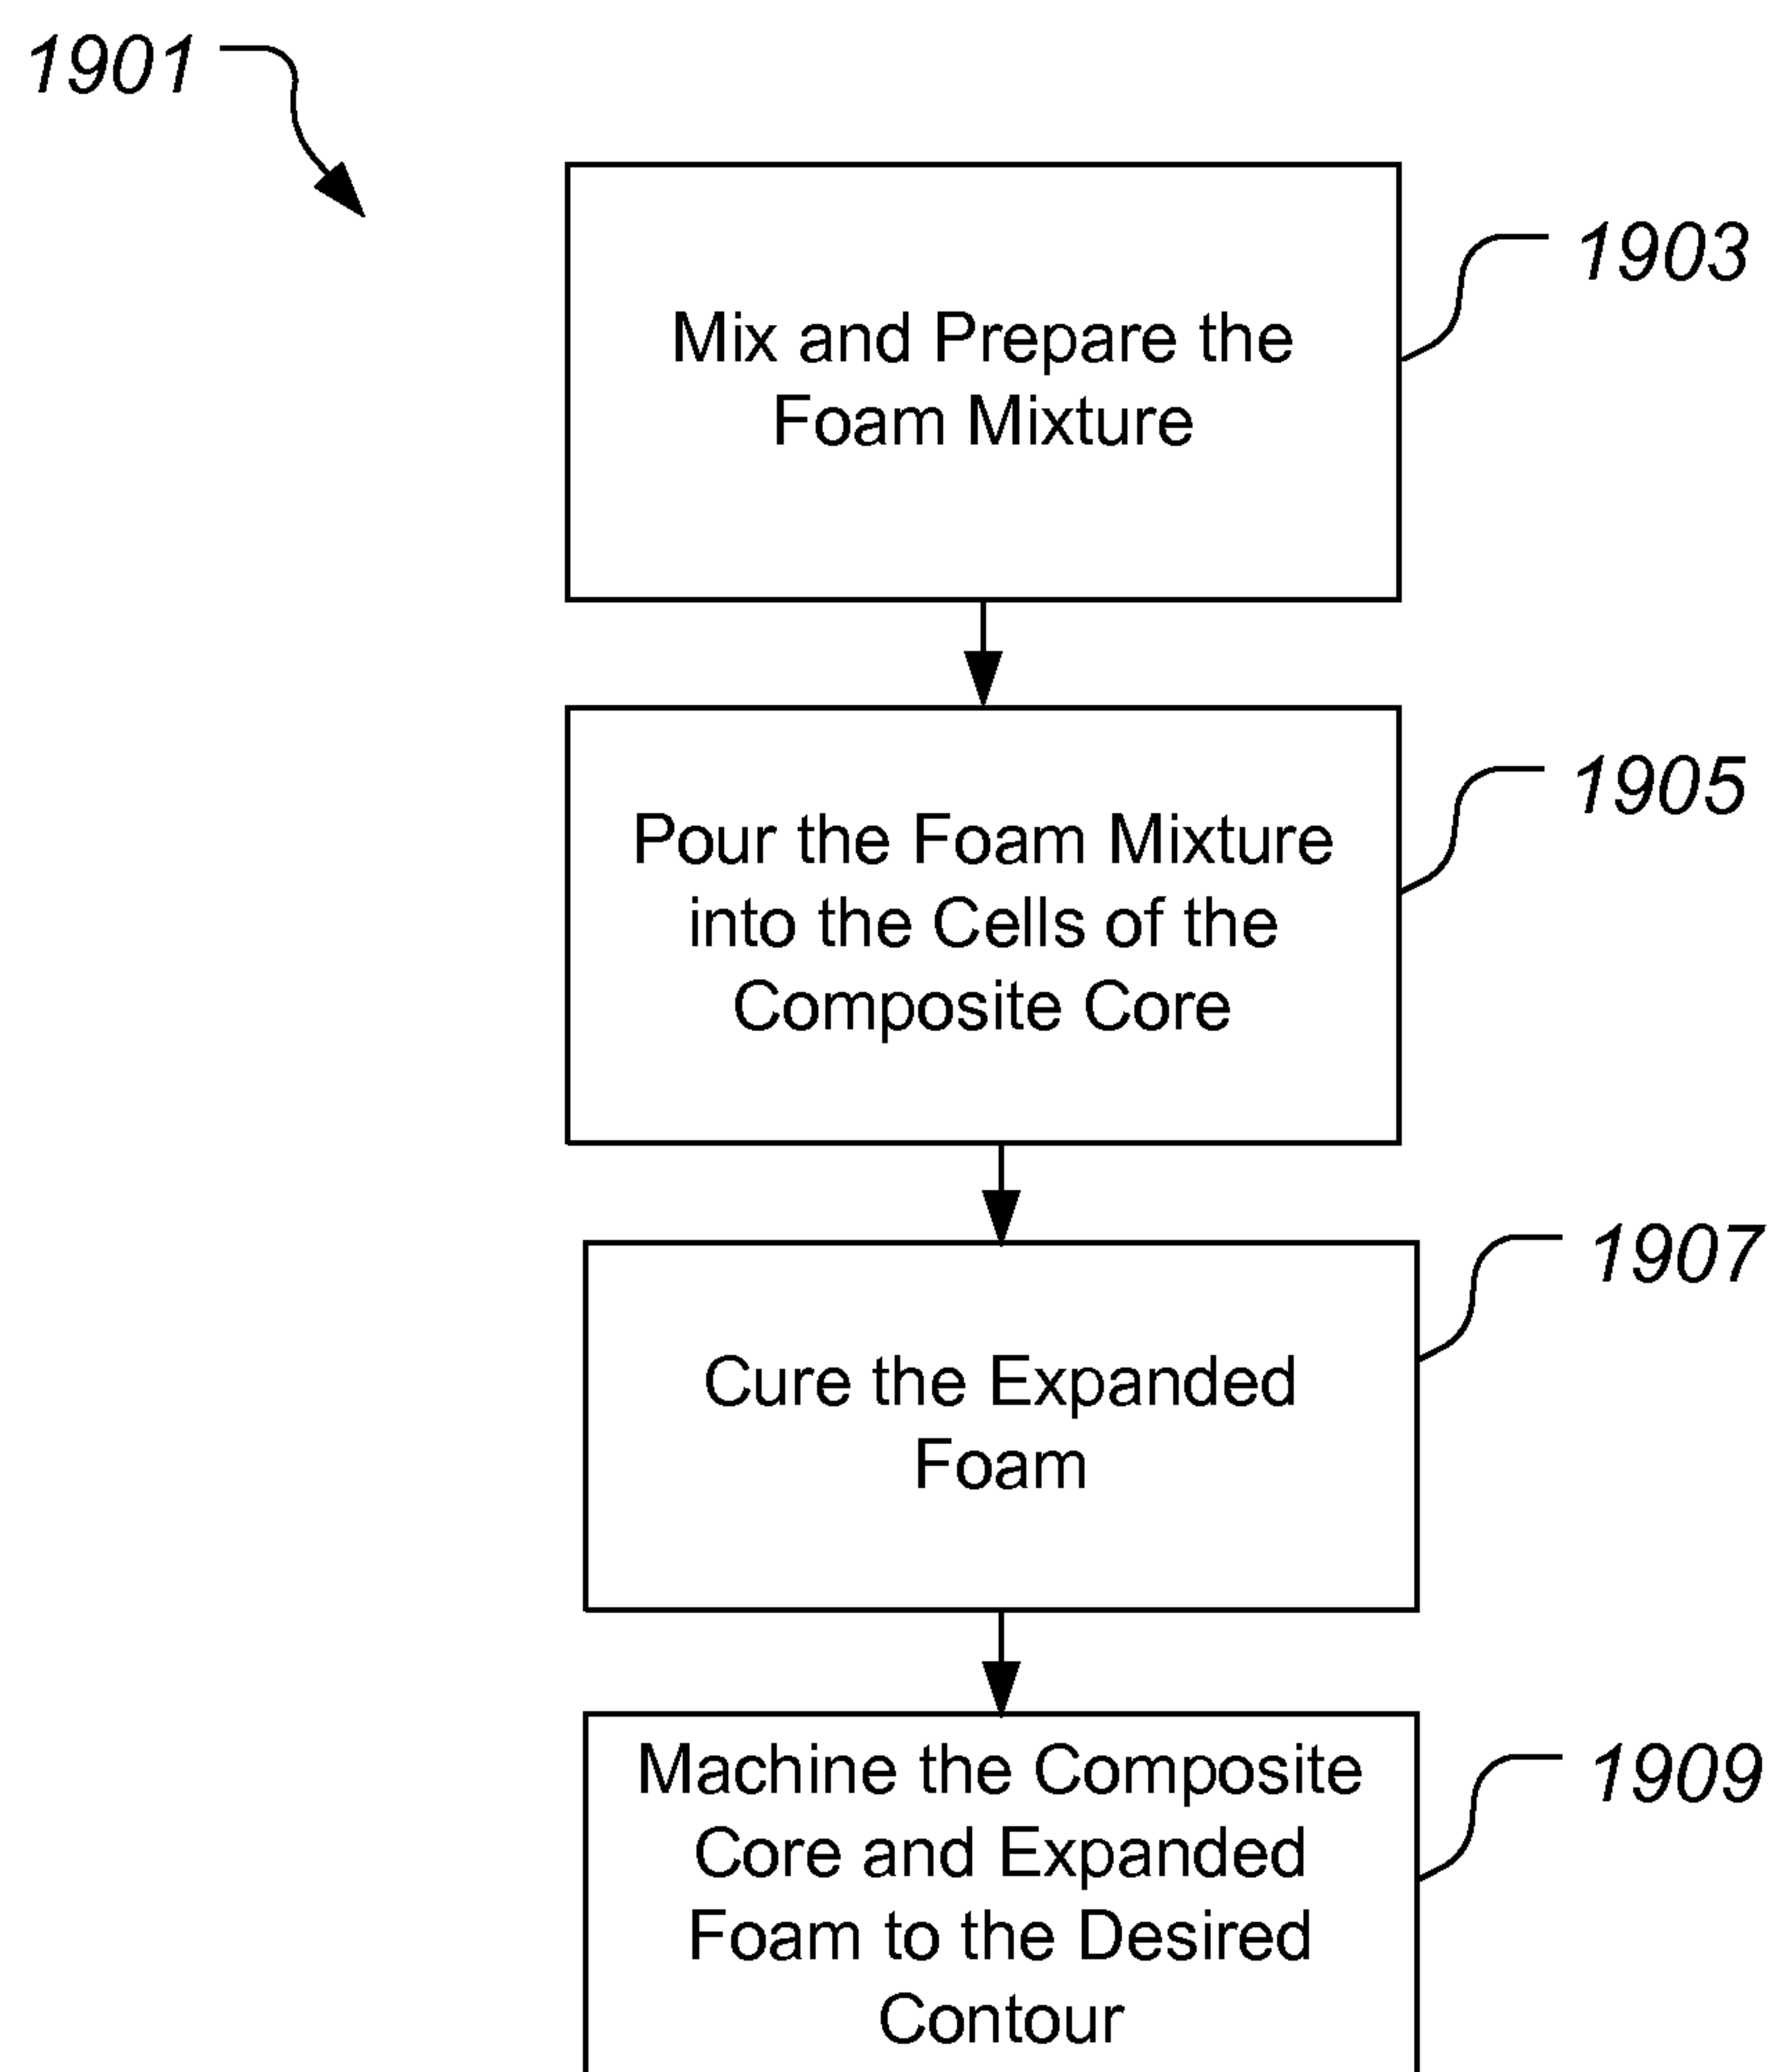 1901
1903
Mix and Prepare the
Foam Mixture
1905
Pour the Foam Mixture
into the Cells of the
Composite Core
1907
Cure the Expanded
Foam
1909
Machine the Composite
Core and Expanded
Foam to the Desired
Contour